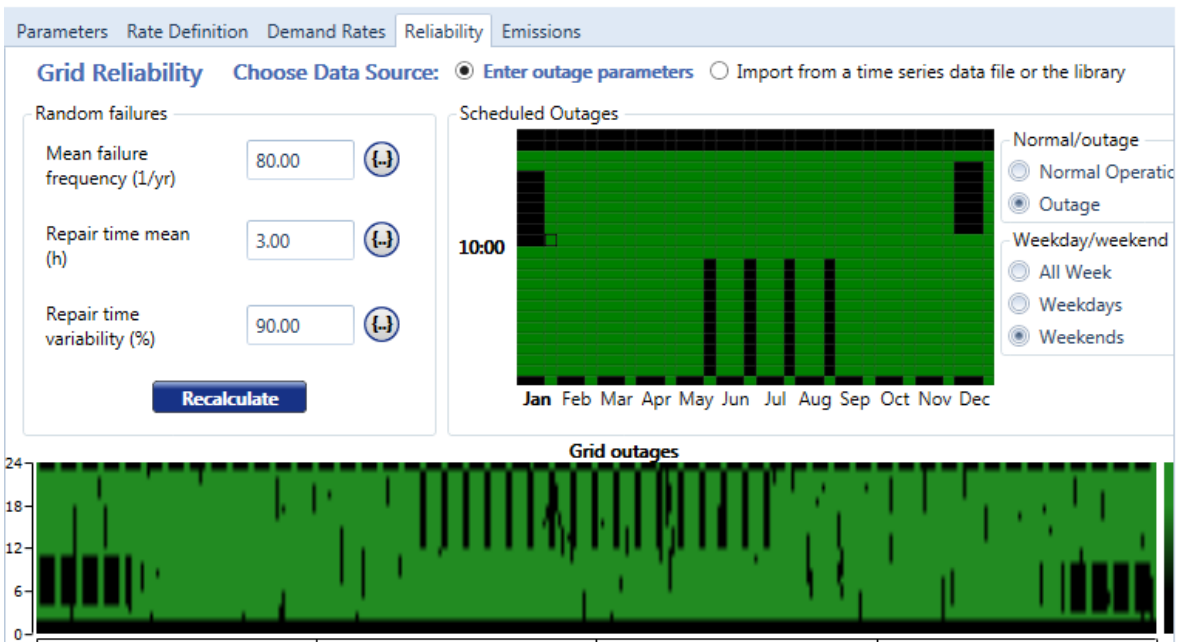 Parameters Rate Definition Demand Rates Reliability Emissions
Grid Reliability Choose Data Source: Enter outage parameters Import from a time series data file or the library
Random failures
Mean failure
frequency (1/yr)
80.00
{..}
Repair time mean
(h)
3.00
{..}
Repair time
variability (%)
90.00
{..}
Recalculate
Scheduled Outages
10:00
Jan Feb Mar Apr May Jun Jul Aug Sep Oct Nov Dec
Normal/outage
Normal Operatic
Outage
Weekday/weekend
All Week
Weekdays
Weekends
Grid outages
24
18
12
6
0